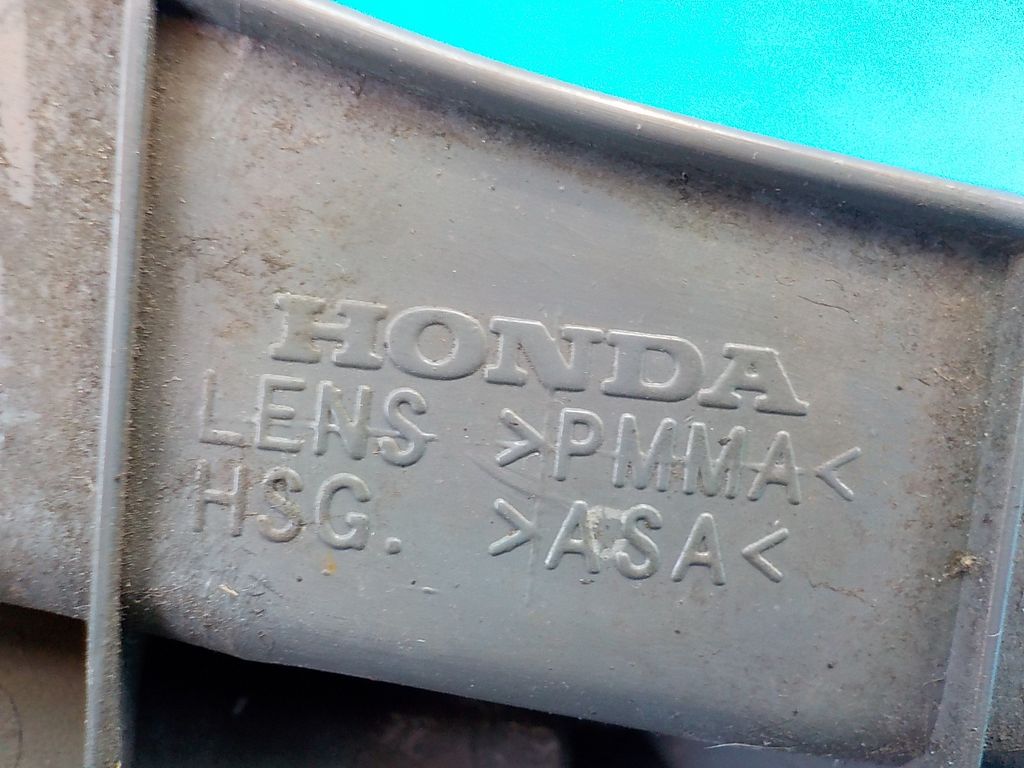 HONDA
LENS >PMMA<
HSG. >ASA<